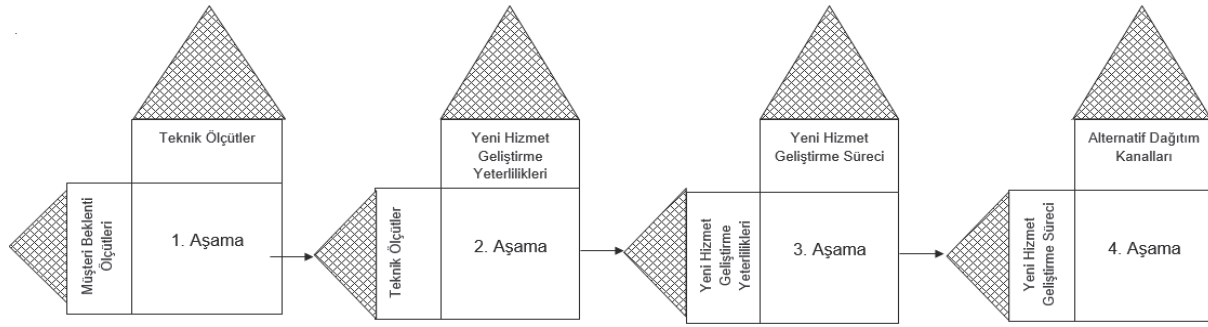 Teknik Ölçütler
Müşteri Beklenti
Ölçütleri
1. Aşama
Yeni Hizmet
Geliştirme
Yeterlilikleri
Teknik Ölçütler
2. Aşama
Yeni Hizmet
Geliştirme Süreci
Yeni Hizmet
Geliştirme
Yeterlilikleri
3. Aşama
Alternatif Dağıtım
Kanalları
Yeni Hizmet
Geliştirme Süreci
4. Aşama